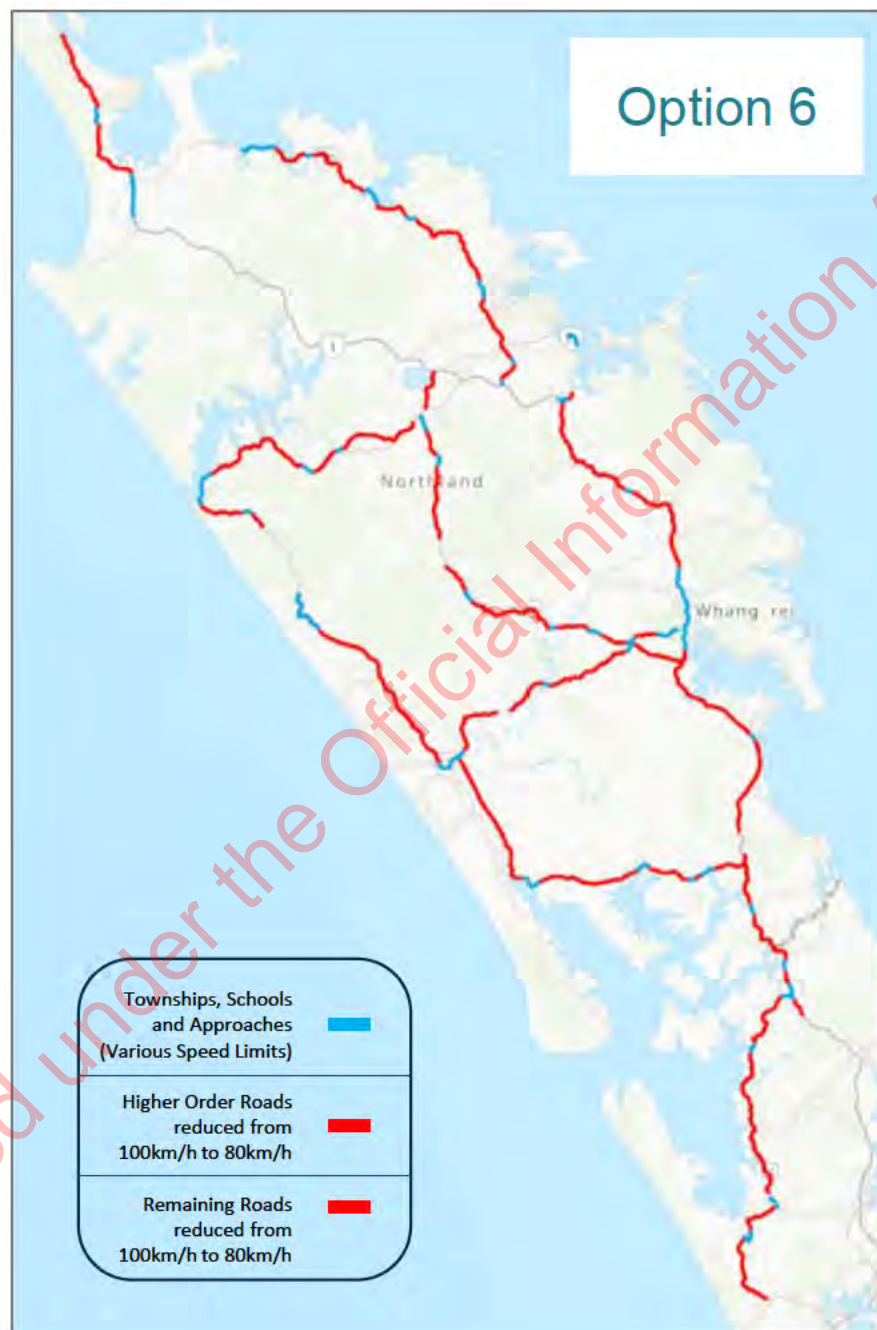 Option 6
1
Northland
Whang rei
Townships, Schools
and Approaches
(Various Speed Limits)
Higher Order Roads
reduced from
100km/h to 80km/h
Remaining Roads
reduced from
100km/h to 80km/h
d under the Official Information A